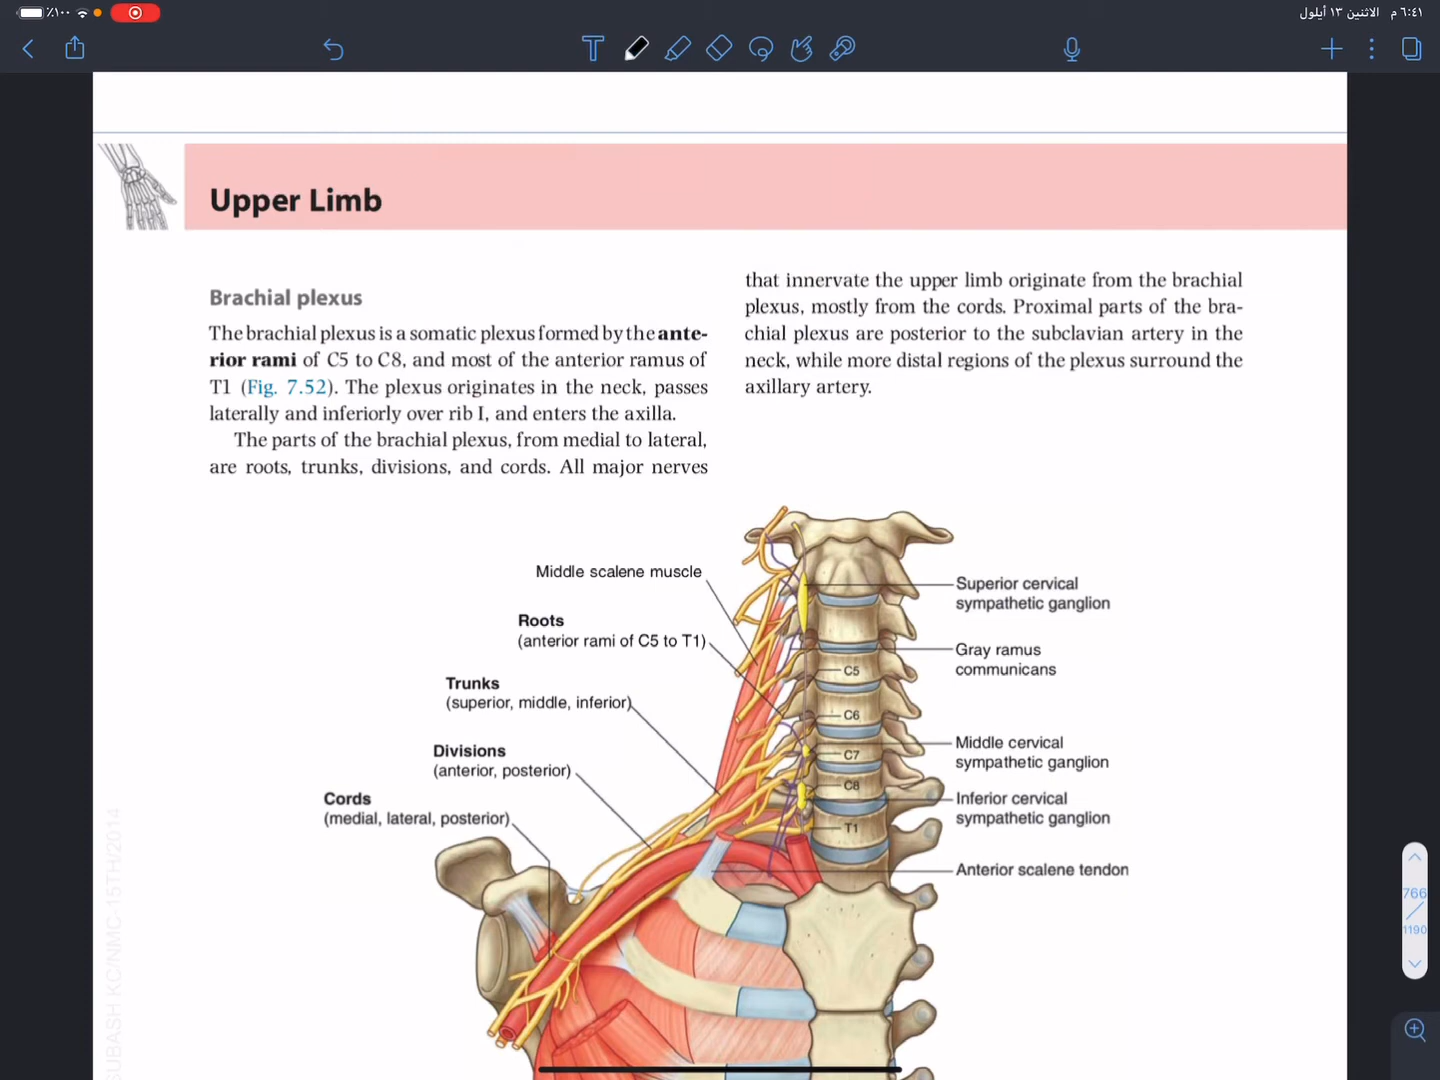 ٪١٠٠
الاثنين ١٣ أيلول ٦:٤١ م
Upper Limb
Brachial plexus
The brachial plexus is a somatic plexus formed by the ante-
rior rami of C5 to C8, and most of the anterior ramus of
T1 (Fig. 7.52). The plexus originates in the neck, passes
laterally and inferiorly over rib I, and enters the axilla.
The parts of the brachial plexus, from medial to lateral,
are roots, trunks, divisions, and cords. All major nerves
that innervate the upper limb originate from the brachial
plexus, mostly from the cords. Proximal parts of the bra-
chial plexus are posterior to the subclavian artery in the
neck, while more distal regions of the plexus surround the
axillary artery.
Middle scalene muscle
Roots
(anterior rami of C5 to T1)
Trunks
(superior, middle, inferior)
Divisions
(anterior, posterior)
Cords
(medial, lateral, posterior)
C5
C6
C7
C8
T1
Superior cervical
sympathetic ganglion
Gray ramus
communicans
Middle cervical
sympathetic ganglion
Inferior cervical
sympathetic ganglion
Anterior scalene tendon
SUBASH KC/NMC-15TH/2014
766
1190